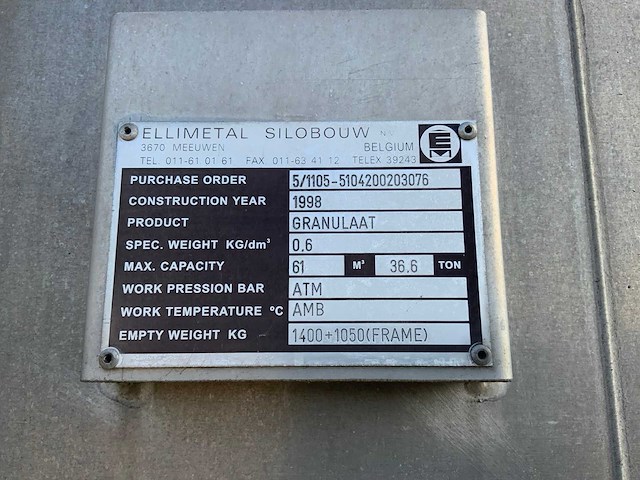 ELLIMETAL SILOBOUW N.V.
3670 MEEUWEN BELGIUM
TEL. 011-61 01 61 FAX 011-63 41 12 TELEX 39243
EM
PURCHASE ORDER 5/1105-5104200203076
CONSTRUCTION YEAR 1998
PRODUCT GRANULAAT
SPEC. WEIGHT KG/dm³ 0.6
MAX. CAPACITY 61 M³ 36.6 TON
WORK PRESSION BAR ATM
WORK TEMPERATURE °C AMB
EMPTY WEIGHT KG 1400+1050(FRAME)